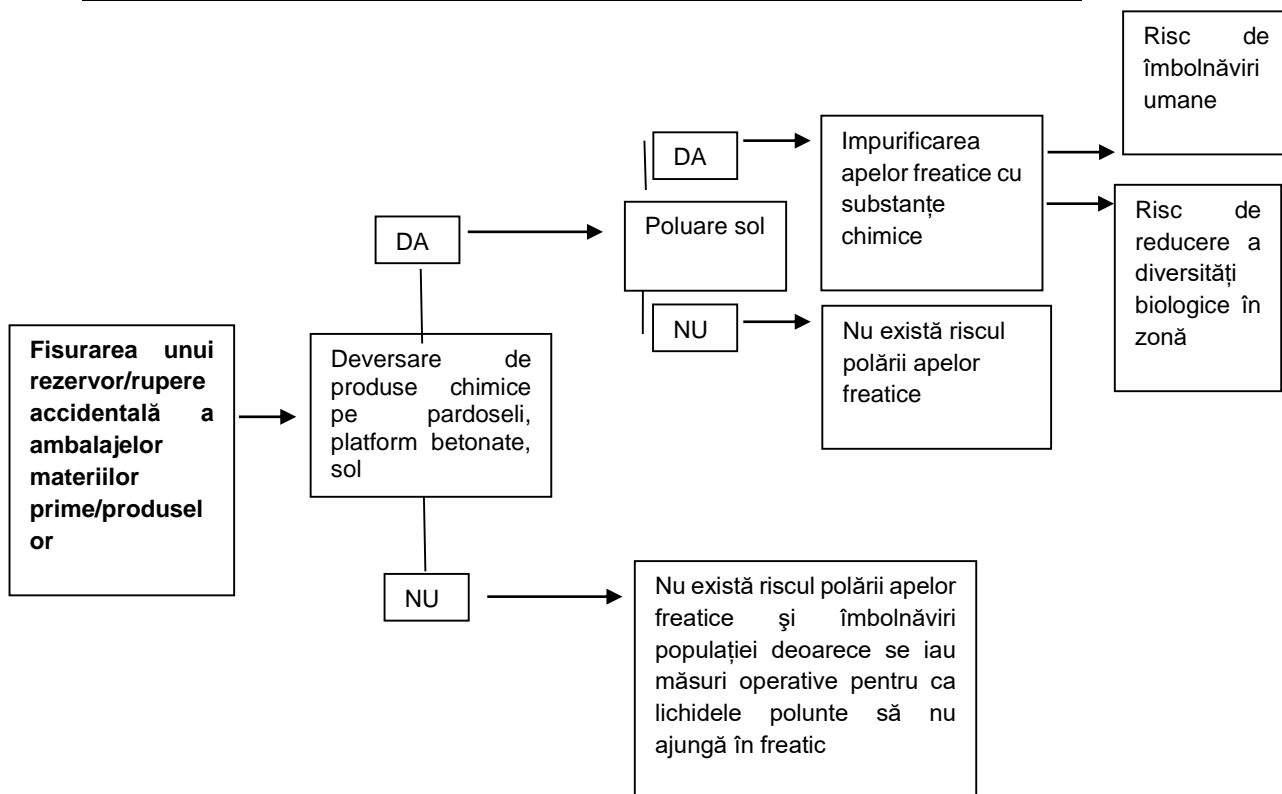 Fisurarea unui
rezervor/rupere
accidentală a
ambalajelor
materiilor
prime/produsel
or
DA
Deversare de
produse chimice
pe pardoseli,
platform betonate,
sol
NU
DA
Poluare sol
NU
Impurificarea
apelor freatice cu
substanțe
chimice
Nu există riscul
polării apelor
freatice
Risc de
îmbolnăviri
umane
Risc de
reducere a
diversități
biologice în
zonă
Nu există riscul polării apelor
freatice şi îmbolnăviri
populației deoarece se iau
măsuri operative pentru ca
lichidele polunte să nu
ajungă în freatic